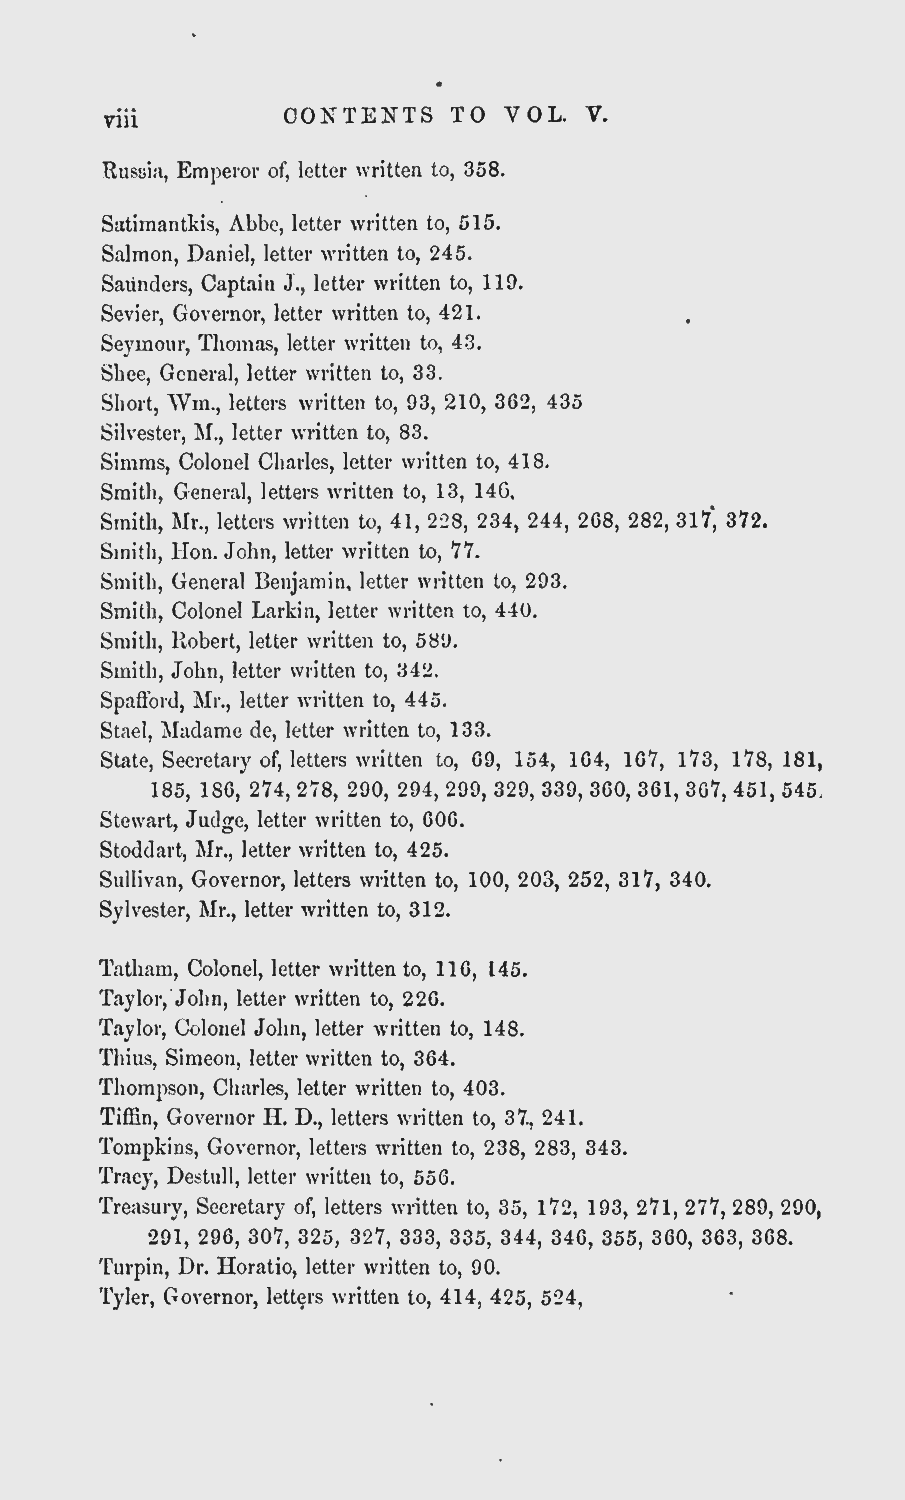 viii CONTENTS TO VOL. V.
Russia, Emperor of, letter written to, 358.
Satimantkis, Abbe, letter written to, 515.
Salmon, Daniel, letter written to, 245.
Saunders, Captain J., letter written to, 119.
Sevier, Governor, letter written to, 421.
Seymour, Thomas, letter written to, 43.
Shee, General, letter written to, 33.
Short, Wm., letters written to, 93, 210, 362, 435
Silvester, M., letter written to, 83.
Simms, Colonel Charles, letter written to, 418.
Smith, General, letters written to, 13, 146.
Smith, Mr., letters written to, 41, 228, 234, 244, 268, 282, 317, 372.
Smith, Hon. John, letter written to, 77.
Smith, General Benjamin, letter written to, 293.
Smith, Colonel Larkin, letter written to, 440.
Smith, Robert, letter written to, 589.
Smith, John, letter written to, 342.
Spafford, Mr., letter written to, 445.
Stael, Madame de, letter written to, 133.
State, Secretary of, letters written to, 69, 154, 164, 167, 173, 178, 181,
185, 186, 274, 278, 290, 294, 299, 329, 339, 360, 361, 367, 451, 545.
Stewart, Judge, letter written to, 606.
Stoddart, Mr., letter written to, 425.
Sullivan, Governor, letters written to, 100, 203, 252, 317, 340.
Sylvester, Mr., letter written to, 312.
Tatham, Colonel, letter written to, 116, 145.
Taylor, John, letter written to, 226.
Taylor, Colonel John, letter written to, 148.
Thius, Simeon, letter written to, 364.
Thompson, Charles, letter written to, 403.
Tiffin, Governor H. D., letters written to, 37, 241.
Tompkins, Governor, letters written to, 238, 283, 343.
Tracy, Destull, letter written to, 556.
Treasury, Secretary of, letters written to, 35, 172, 193, 271, 277, 289, 290,
291, 296, 307, 325, 327, 333, 335, 344, 346, 355, 360, 363, 368.
Turpin, Dr. Horatio, letter written to, 90.
Tyler, Governor, letters written to, 414, 425, 524,